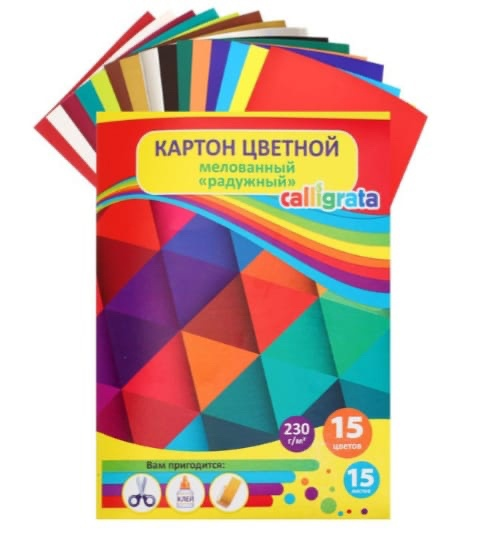 КАРТОН ЦВЕТНОЙ
мелованный
«радужный»
calligrata
230
г/м²
15
цветов
15
листов
Вам пригодится:
КЛЕЙ